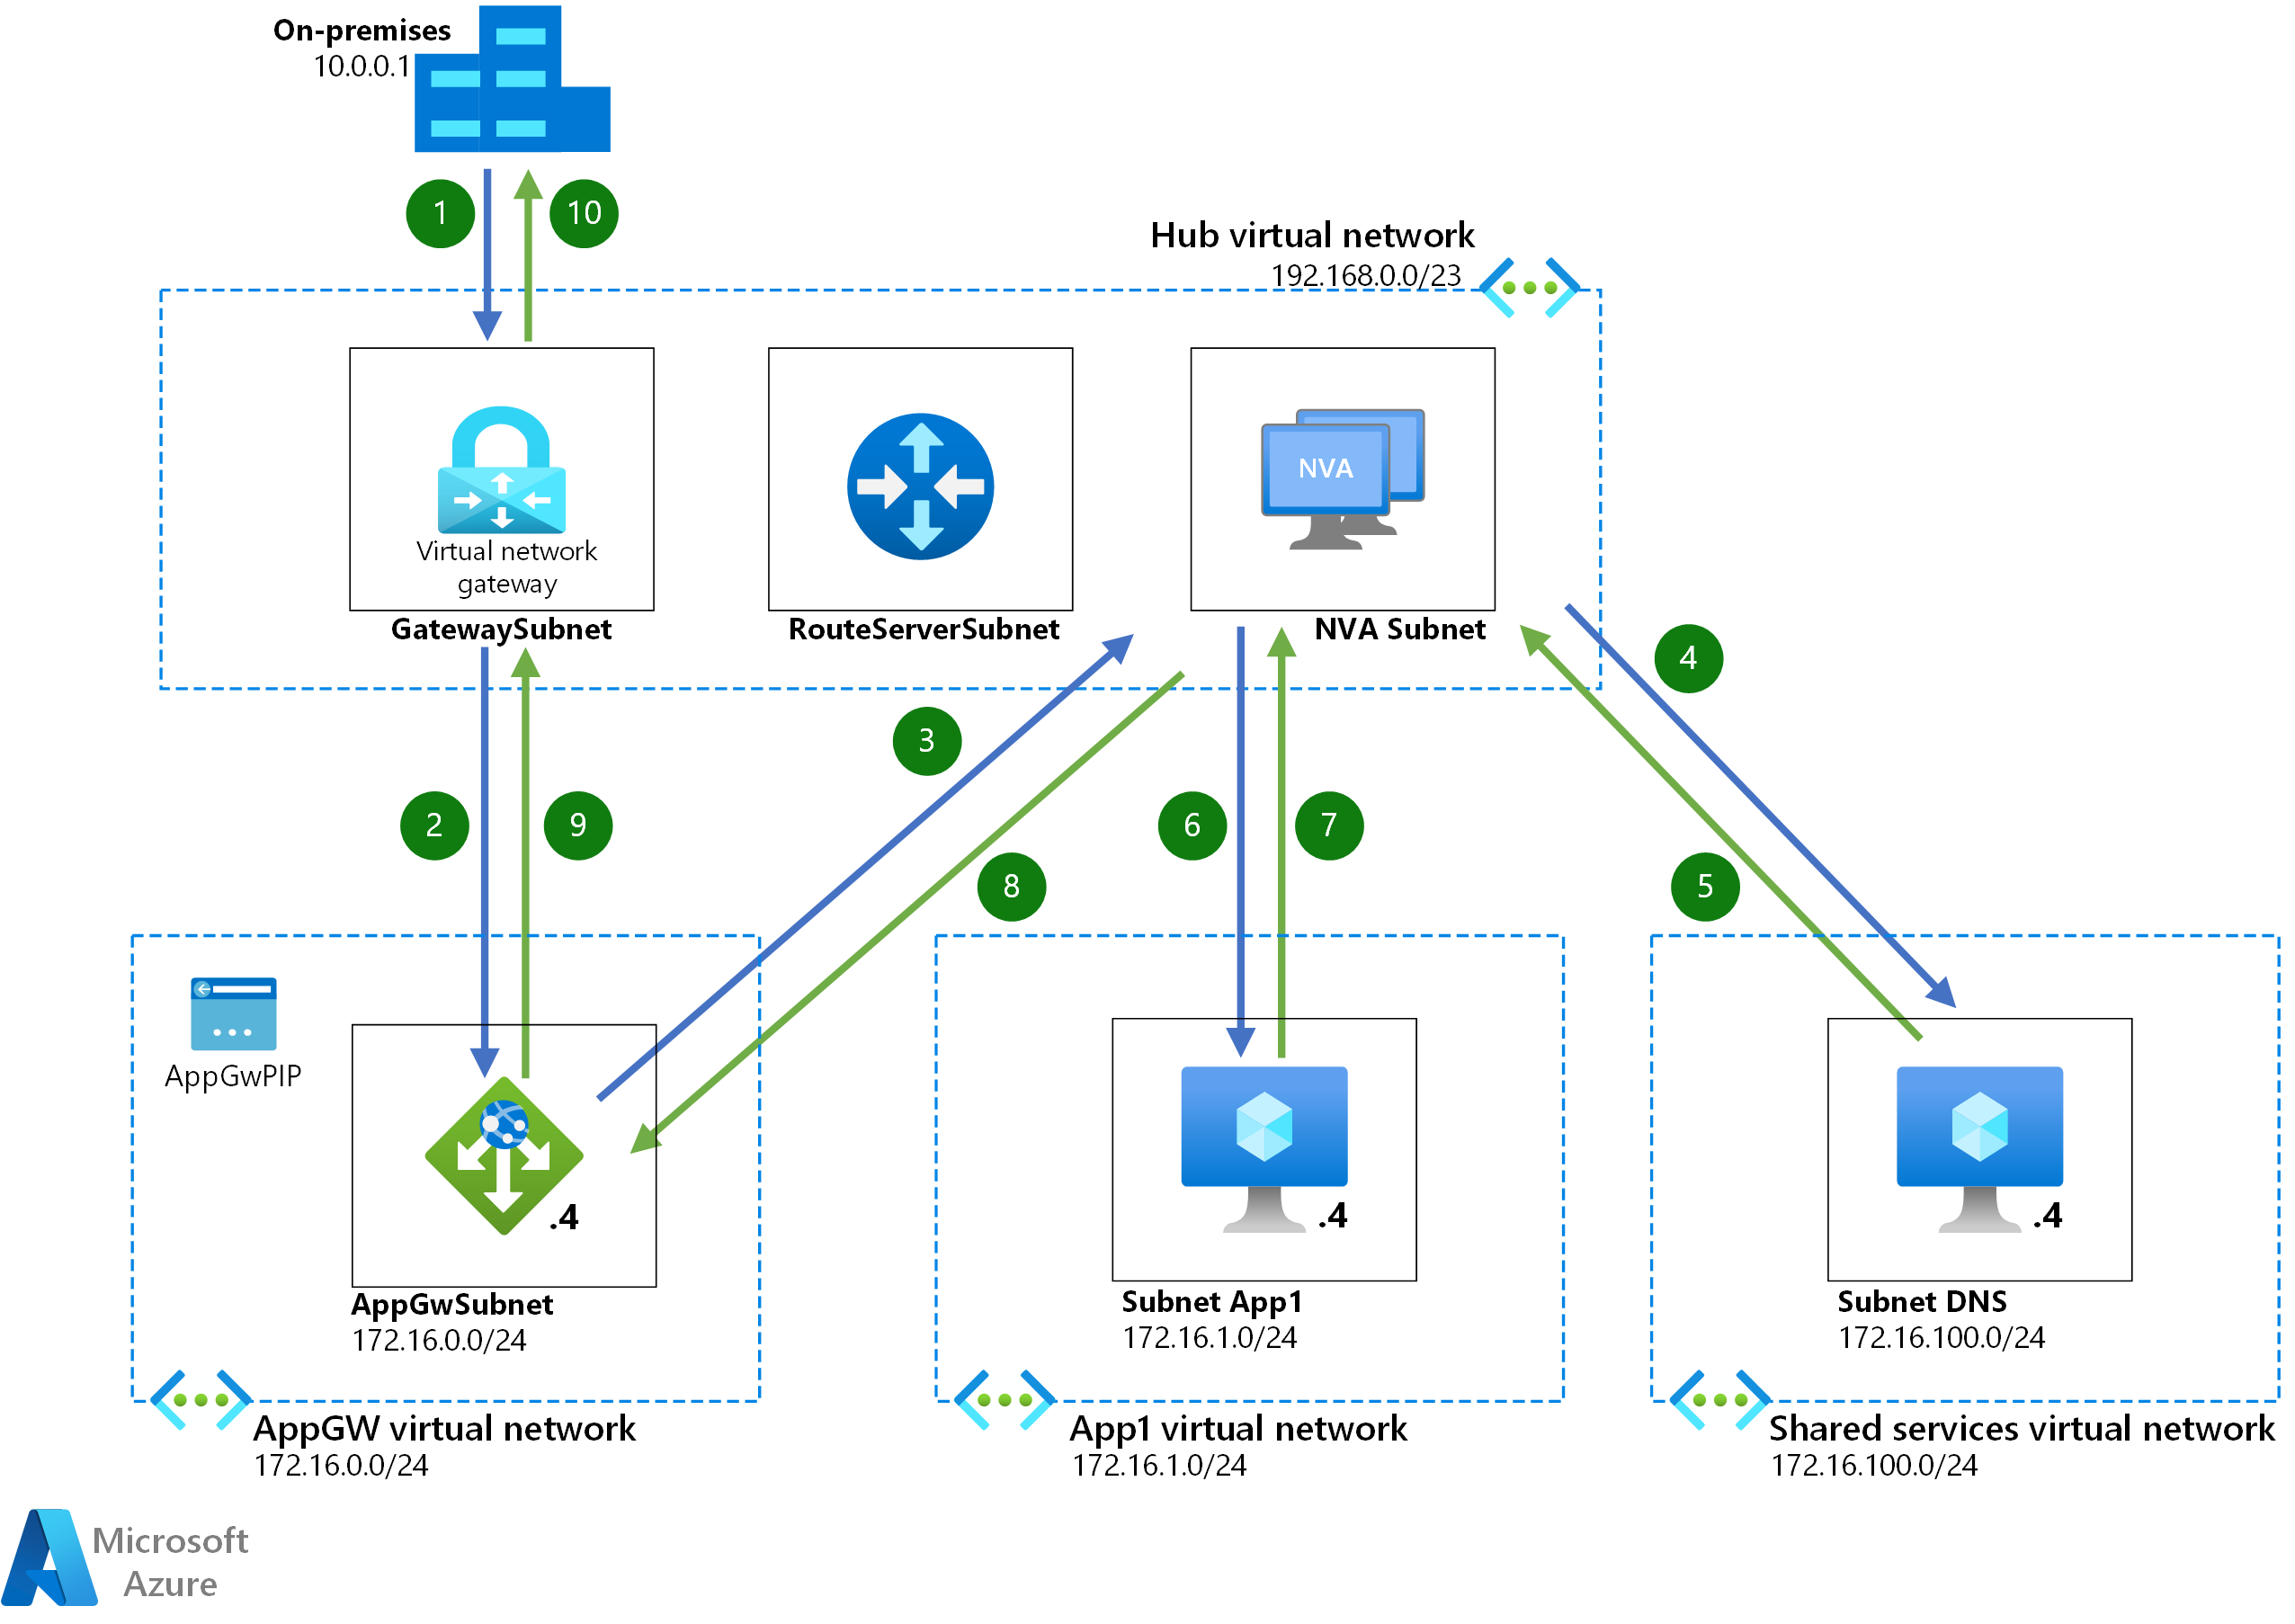 On-premises
10.0.0.1
1
10
Hub virtual network
192.168.0.0/23
NVA
Virtual network
gateway
GatewaySubnet
RouteServerSubnet
NVA Subnet
4
3
2
9
6
7
8
5
AppGwPIP
.4
.4
.4
AppGwSubnet
172.16.0.0/24
Subnet App1
172.16.1.0/24
Subnet DNS
172.16.100.0/24
AppGW virtual network
172.16.0.0/24
App1 virtual network
172.16.1.0/24
Shared services virtual network
172.16.100.0/24
Microsoft
Azure